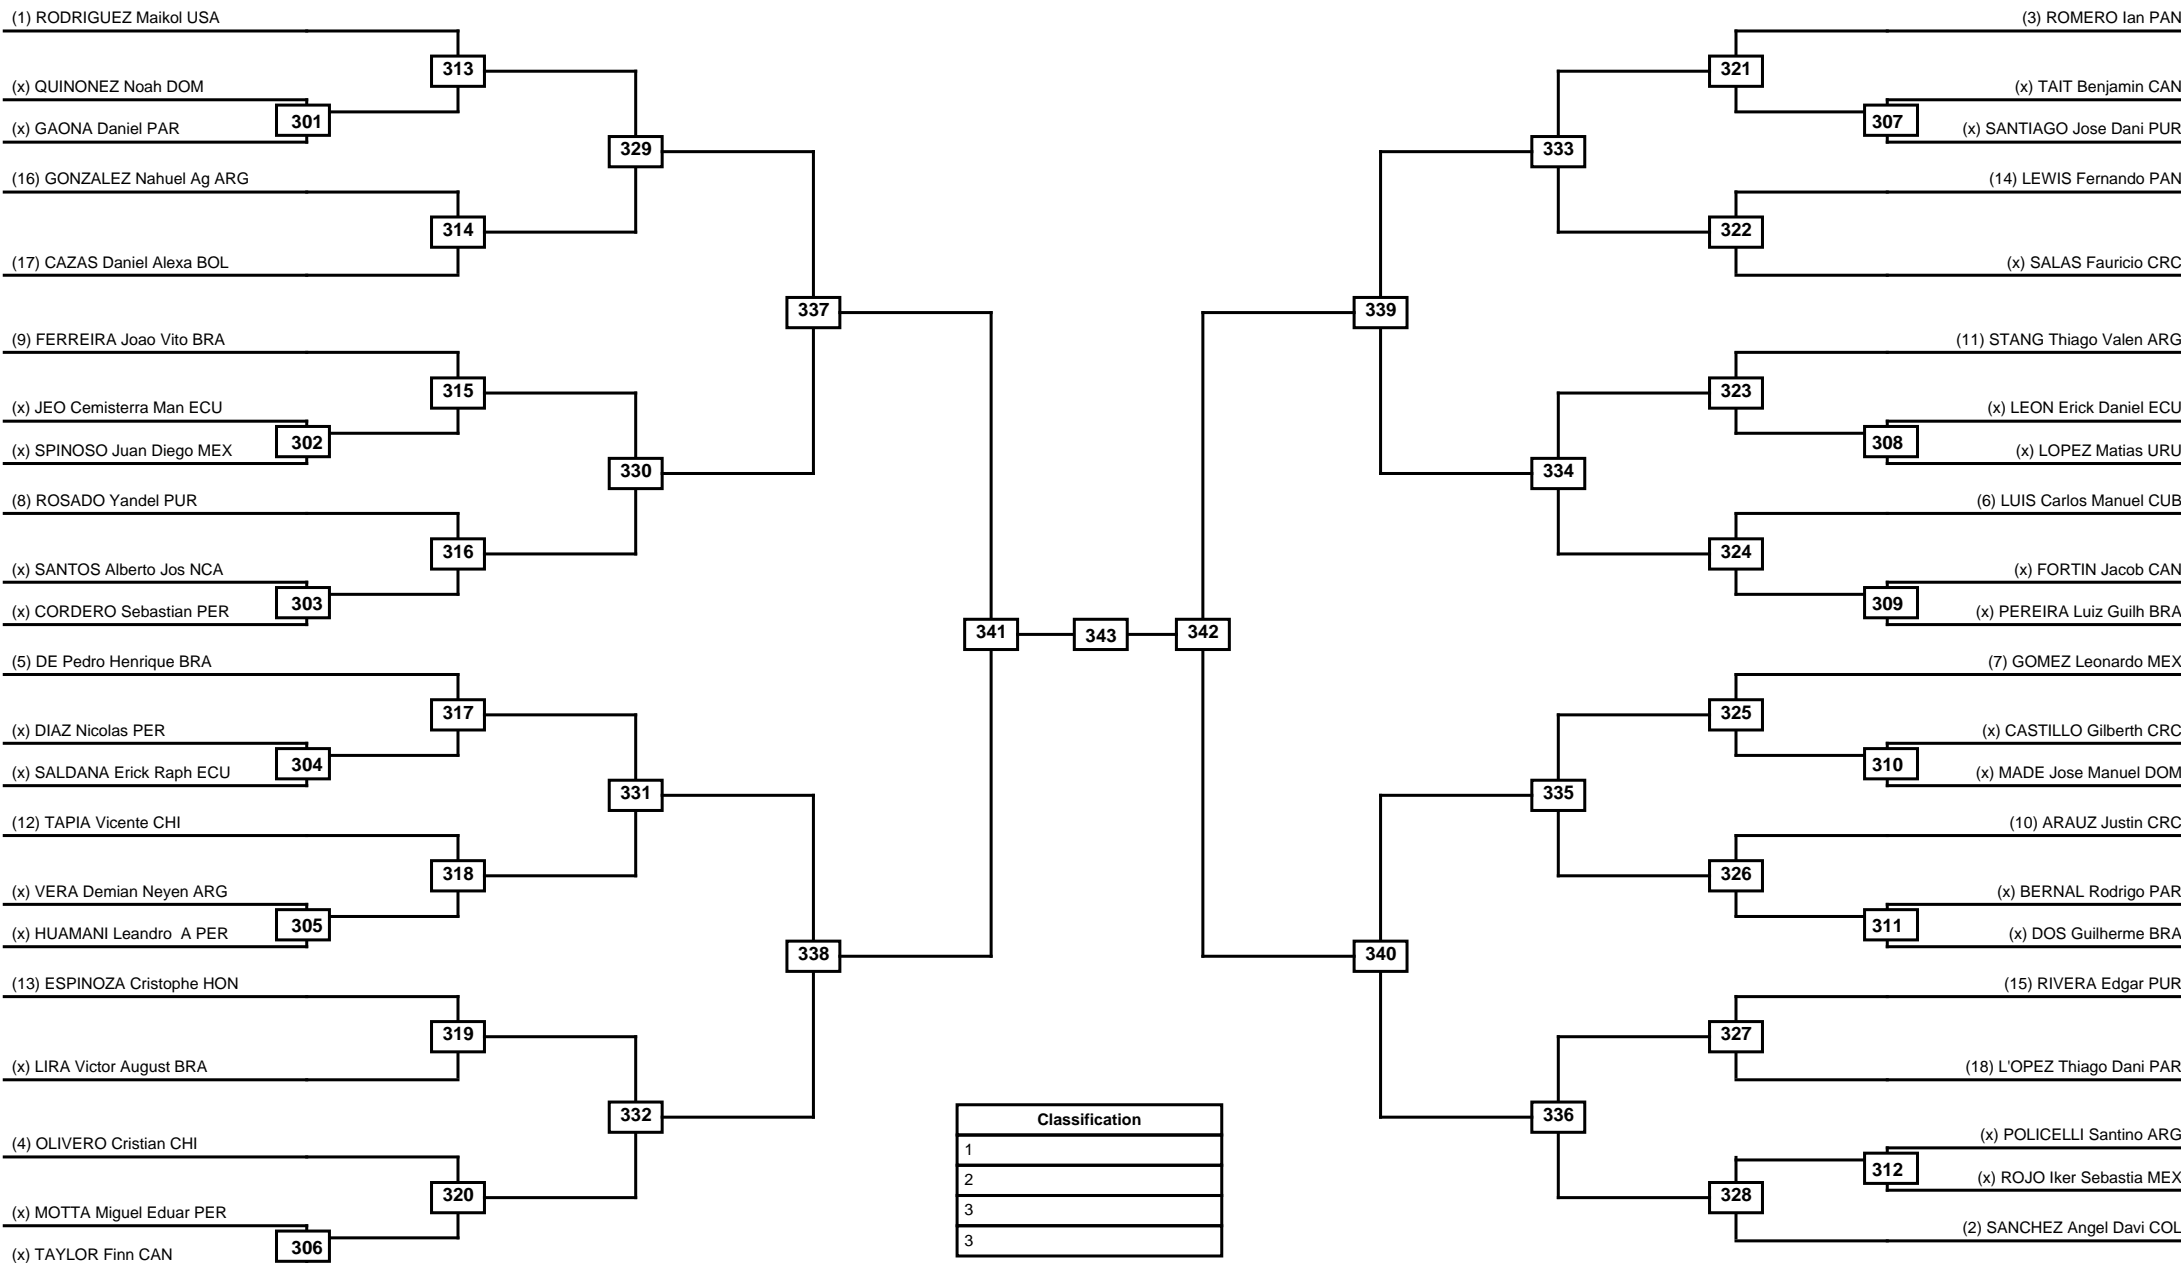 (1) RODRIGUEZ Maikol USA
313
(x) QUINONEZ Noah DOM
301
(x) GAONA Daniel PAR
329
(16) GONZALEZ Nahuel Ag ARG
314
(17) CAZAS Daniel Alexa BOL
337
(9) FERREIRA Joao Vito BRA
315
(x) JEO Cemisterra Man ECU
302
(x) SPINOSO Juan Diego MEX
330
(8) ROSADO Yandel PUR
316
(x) SANTOS Alberto Jos NCA
303
(x) CORDERO Sebastian PER
341
343
342
(5) DE Pedro Henrique BRA
317
(x) DIAZ Nicolas PER
304
(x) SALDANA Erick Raph ECU
331
(12) TAPIA Vicente CHI
318
(x) VERA Demian Neyen ARG
305
(x) HUAMANI Leandro  A PER
338
(13) ESPINOZA Cristophe HON
319
(x) LIRA Victor August BRA
332
(4) OLIVERO Cristian CHI
320
(x) MOTTA Miguel Eduar PER
306
(x) TAYLOR Finn CAN
(3) ROMERO Ian PAN
321
(x) TAIT Benjamin CAN
307
(x) SANTIAGO Jose Dani PUR
333
(14) LEWIS Fernando PAN
322
(x) SALAS Fauricio CRC
339
(11) STANG Thiago Valen ARG
323
(x) LEON Erick Daniel ECU
308
(x) LOPEZ Matias URU
334
(6) LUIS Carlos Manuel CUB
324
(x) FORTIN Jacob CAN
309
(x) PEREIRA Luiz Guilh BRA
(7) GOMEZ Leonardo MEX
325
(x) CASTILLO Gilberth CRC
310
(x) MADE Jose Manuel DOM
335
(10) ARAUZ Justin CRC
326
(x) BERNAL Rodrigo PAR
311
(x) DOS Guilherme BRA
340
(15) RIVERA Edgar PUR
327
(18) L'OPEZ Thiago Dani PAR
336
(x) POLICELLI Santino ARG
312
(x) ROJO Iker Sebastia MEX
328
(2) SANCHEZ Angel Davi COL
Classification
1
2
3
3